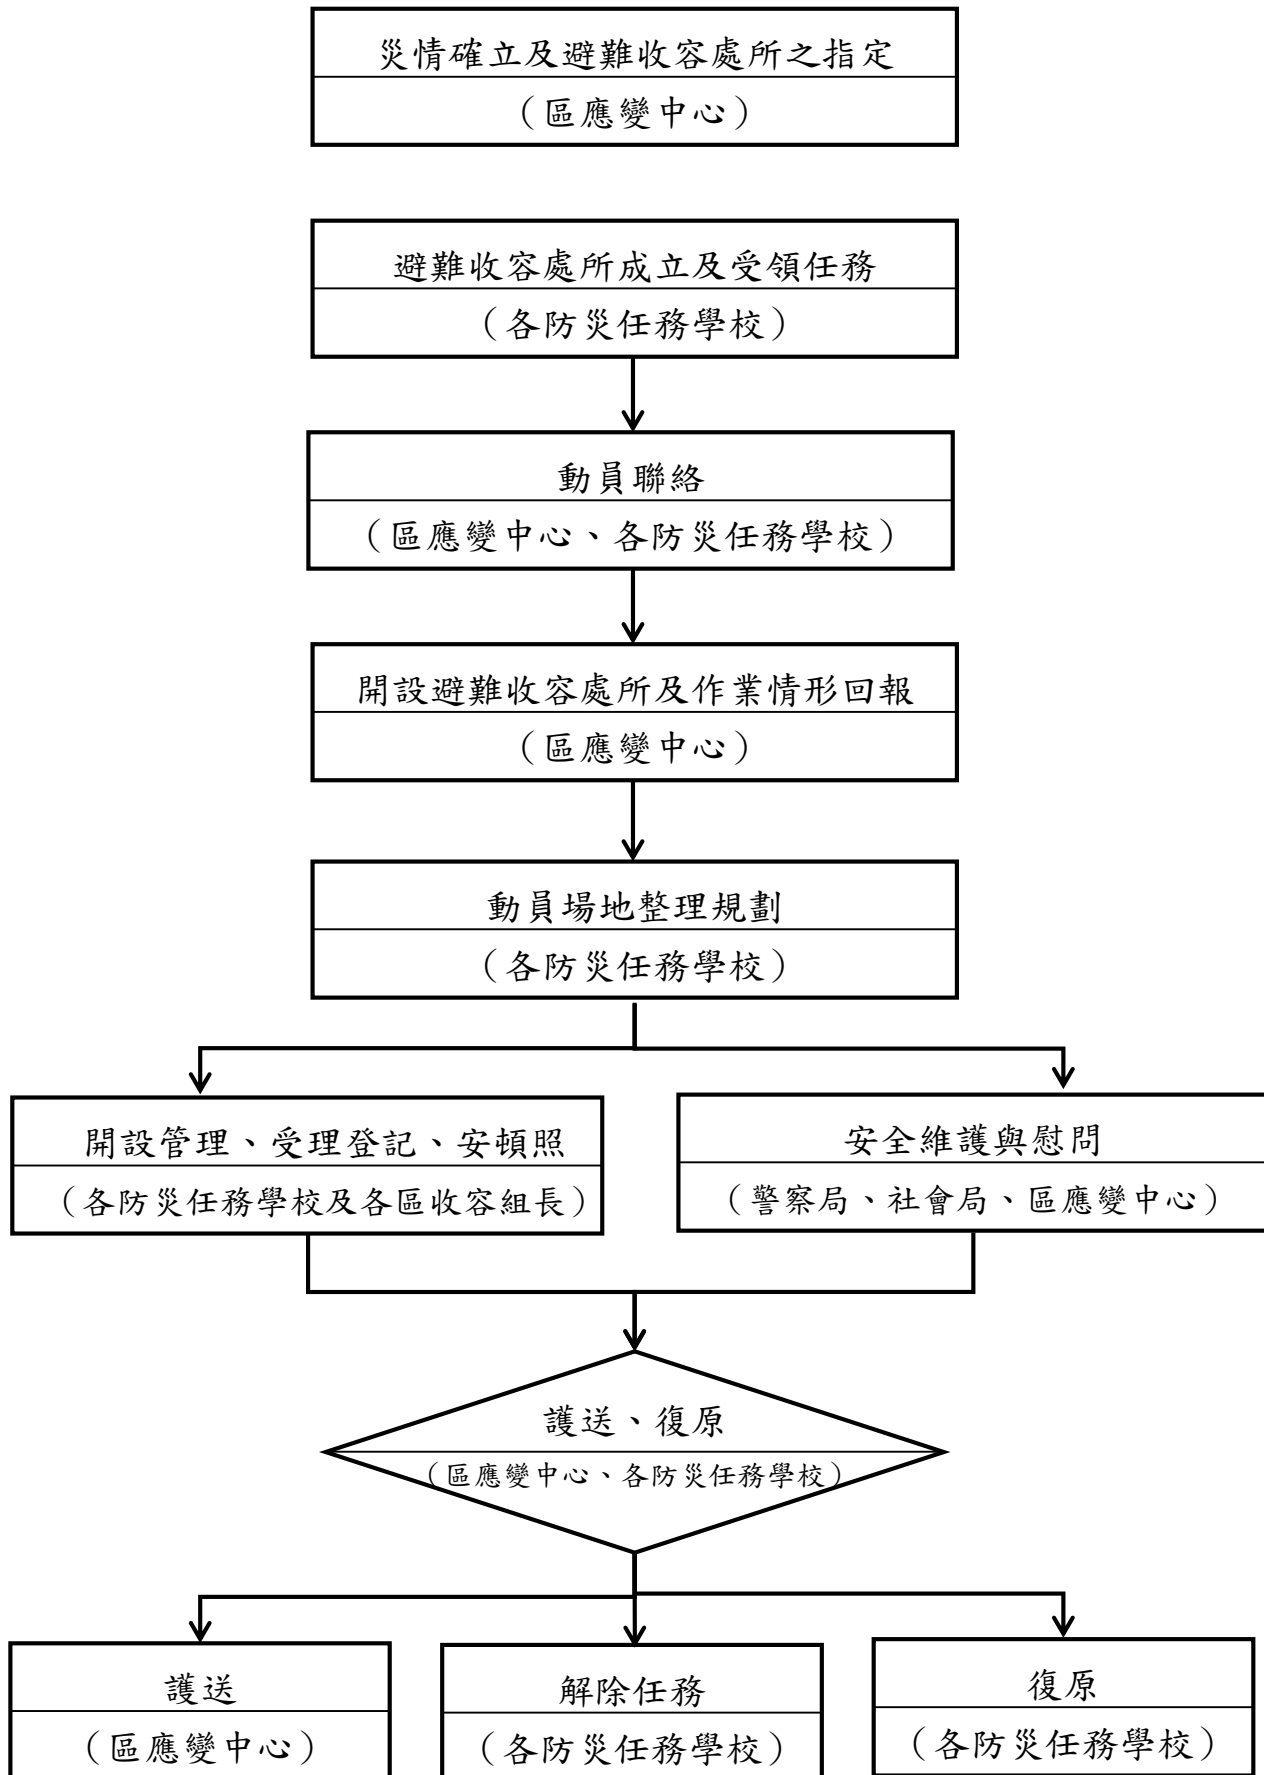 災情確立及避難收容處所之指定
（區應變中心）
避難收容處所成立及受領任務
（各防災任務學校）
動員聯絡
（區應變中心、各防災任務學校）
開設避難收容處所及作業情形回報
（區應變中心）
動員場地整理規劃
（各防災任務學校）
開設管理、受理登記、安頓照
（各防災任務學校及各區收容組長）
安全維護與慰問
（警察局、社會局、區應變中心）
護送、復原
（區應變中心、各防災任務學校）
護送
（區應變中心）
解除任務
（各防災任務學校）
復原
（各防災任務學校）